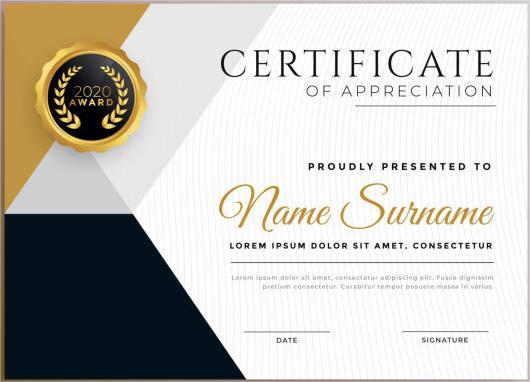 2020
AWARD
CERTIFICATE
OF APPRECIATION
PROUDLY PRESENTED TO
Name Surname
LOREM IPSUM DOLOR SIT AMET, CONSECTETUR
Lorem ipsum dolor sit amet, consectetur adipiscing elit. Fusce dignissim
pretium consectetur. Curabitur tempor posuere massa in varius.
DATE
SIGNATURE